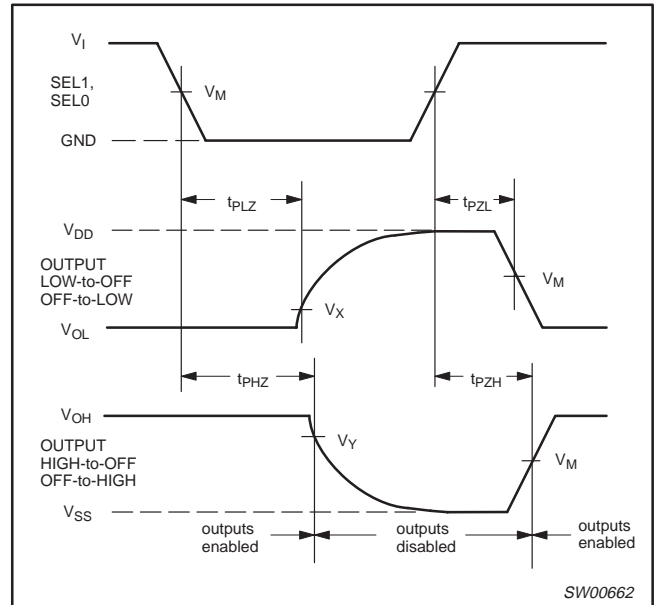 VI
SEL1,
SEL0
VM
GND
tPLZ
tPZL
VDD
OUTPUT
LOW-to-OFF
OFF-to-LOW
VM
VX
VOL
tPHZ
tPZH
VOH
OUTPUT
HIGH-to-OFF
OFF-to-HIGH
VY
VM
VSS
outputs
enabled
outputs
disabled
outputs
enabled
SW00662